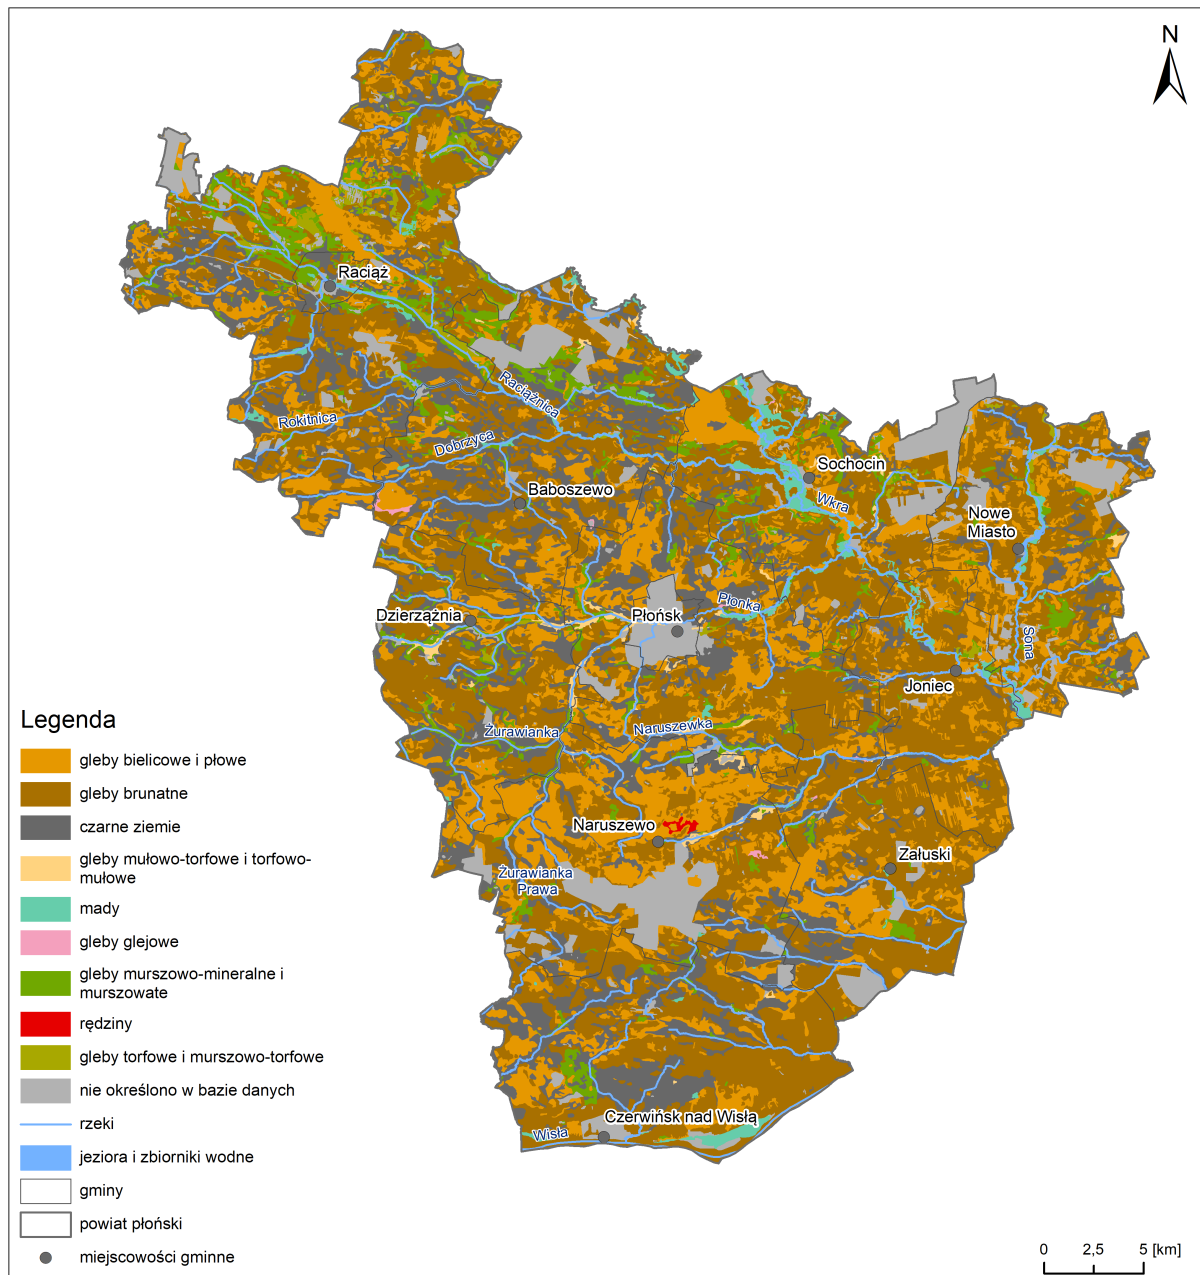 N
Raciąż
Raciążnica
Rokitnica
Dobrzyca
Sochocin
Baboszewo
Wkra
Nowe
Miasto
Płonka
Dzierzążnia
Płońsk
Sona
Joniec
Legenda
Żurawianka
Naruszewka
gleby bielicowe i płowe
gleby brunatne
czarne ziemie
Naruszewo
gleby mułowo-torfowe i torfowo-
mułowe
Załuski
Żurawianka
Prawa
mady
gleby glejowe
gleby murszowo-mineralne i
murszowate
rędziny
gleby torfowe i murszowo-torfowe
nie określono w bazie danych
Czerwińsk nad Wisłą
rzeki
Wisła
jeziora i zbiorniki wodne
gminy
powiat płoński
miejscowości gminne
0 2,5 5 [km]